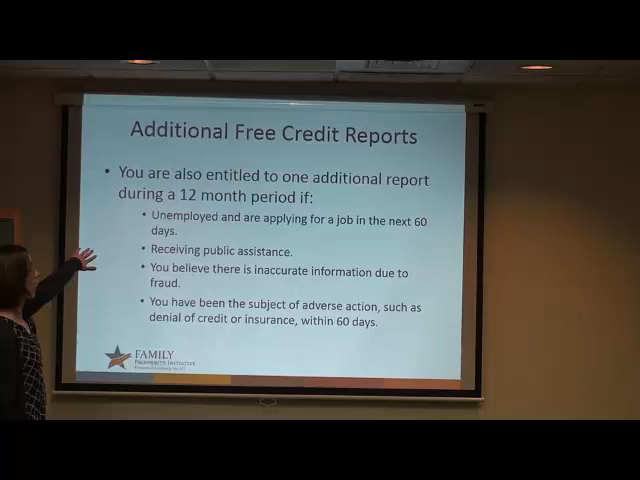 Additional Free Credit Reports
• You are also entitled to one additional report
during a 12 month period if:
• Unemployed and are applying for a job in the next 60
days.
• Receiving public assistance.
• You believe there is inaccurate information due to
fraud.
• You have been the subject of adverse action, such as
denial of credit or insurance, within 60 days.
FAMILY
PROSPERITY INITIATIVE